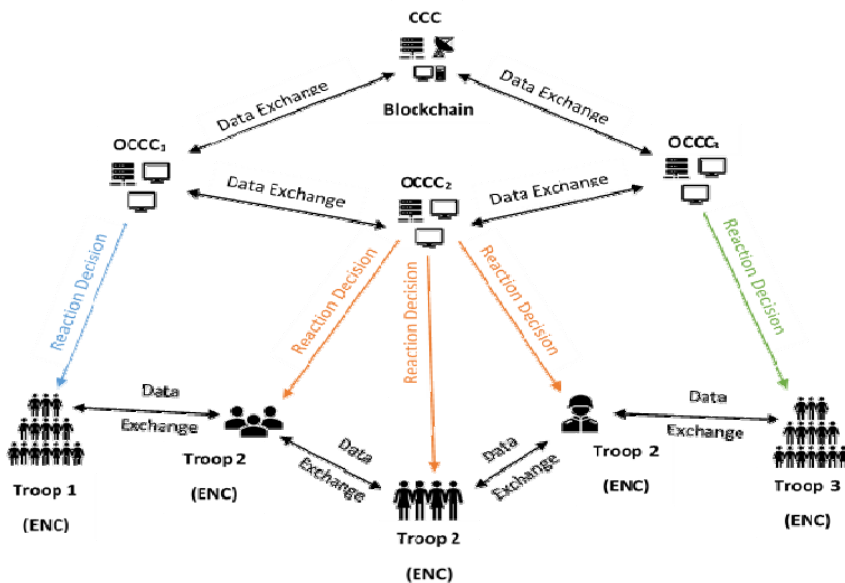 CCC
Blockchain
Data Exchange
Data Exchange
OCCC₁
OCCC₂
Data Exchange
Data Exchange
Reaction Decision
Reaction Decision
Reaction Decision
Reaction Decision
Reaction Decision
Data
Exchange
Data
Exchange
Data
Exchange
Data
Exchange
Troop 1
(ENC)
Troop 2
(ENC)
Troop 2
(ENC)
Troop 2
(ENC)
Troop 3
(ENC)